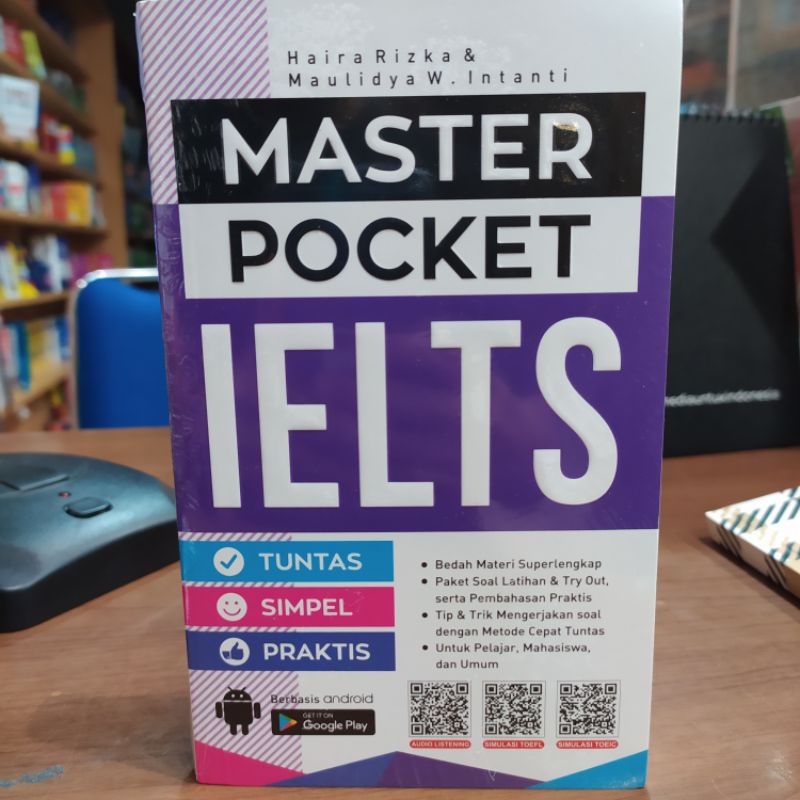 Haira Rizka &
Maulidya W. Intanti
MASTER
POCKET
IELTS
TUNTAS
SIMPEL
PRAKTIS
• Bedah Materi Superlengkap
• Paket Soal Latihan & Try Out,
serta Pembahasan Praktis
• Tip & Trik Mengerjakan soal
dengan Metode Cepat Tuntas
• Untuk Pelajar, Mahasiswa,
dan Umum
Berbasis android
GET IT ON
Google Play
AUDIO LISTENING
SIMULASI TOEFL
SIMULASI TOEIC
mediauntukindonesia